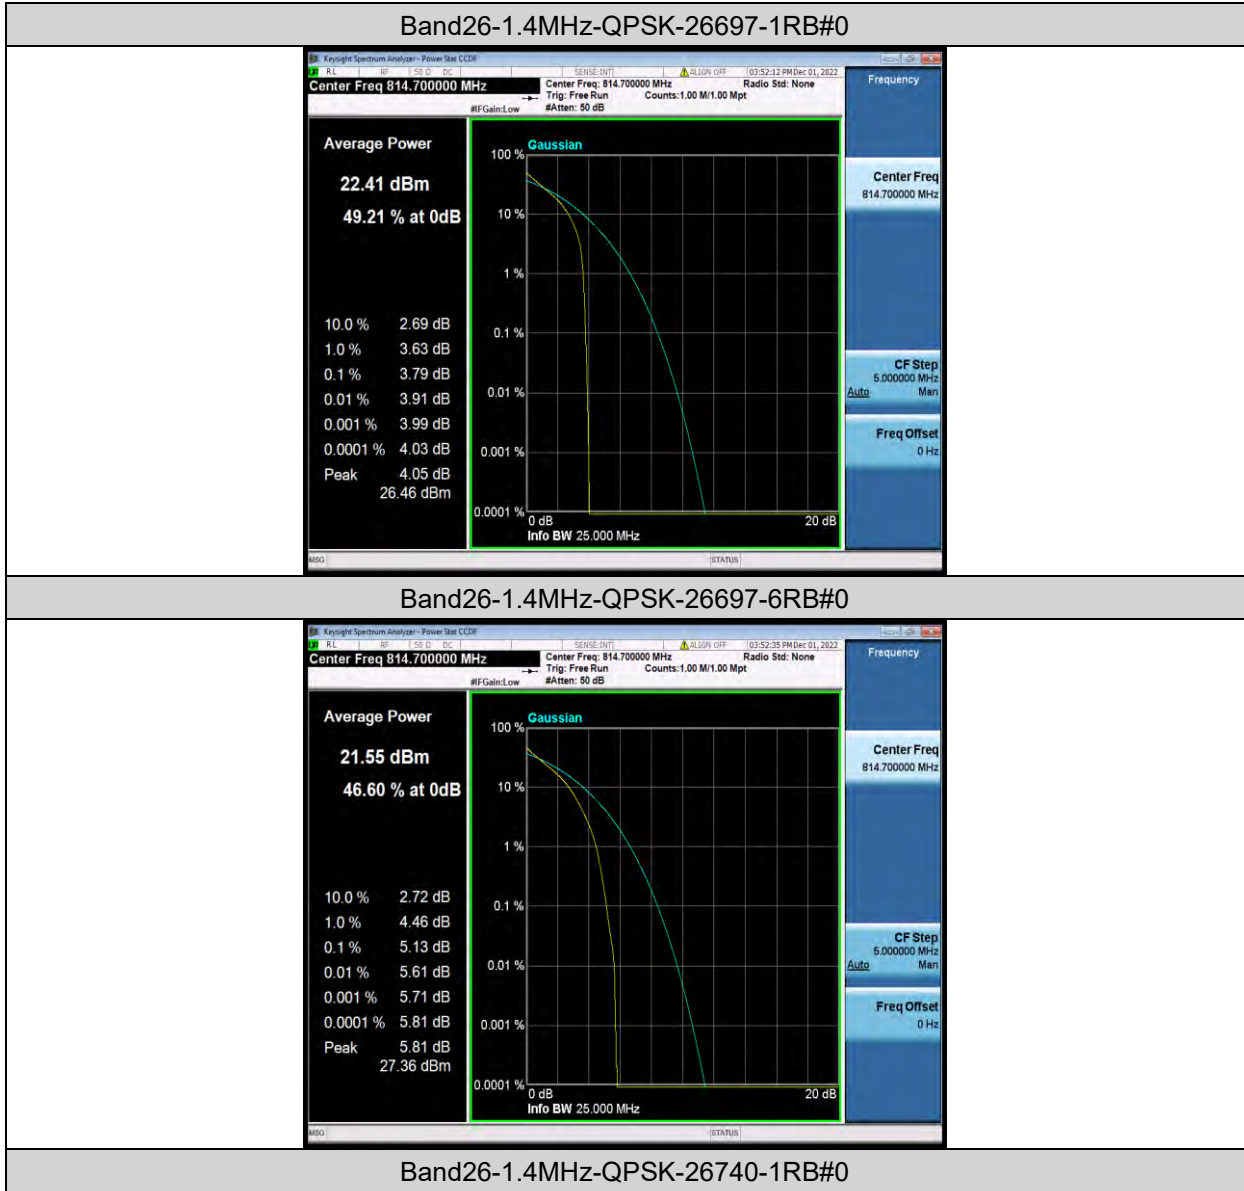 Band26-1.4MHz-QPSK-26697-1RB#0
Keysight Spectrum Analyzer - Power Stat CCDF
RL RF 50 Ω DC SENSE:INT ALIGN OFF 03:52:12 PM Dec 01, 2022
Center Freq 814.700000 MHz
Center Freq: 814.700000 MHz Radio Std: None
Trig: Free Run Counts:1.00 M/1.00 Mpt
#IFGain:Low #Atten: 50 dB
Frequency
Average Power
22.41 dBm
49.21 % at 0dB
10.0 % 2.69 dB
1.0 % 3.63 dB
0.1 % 3.79 dB
0.01 % 3.91 dB
0.001 % 3.99 dB
0.0001 % 4.03 dB
Peak 4.05 dB
26.46 dBm
Gaussian
100 %
10 %
1 %
0.1 %
0.01 %
0.001 %
0.0001 %
0 dB 20 dB
Info BW 25.000 MHz
Center Freq
814.700000 MHz
CF Step
5.000000 MHz
Auto Man
Freq Offset
0 Hz
MSG STATUS
Band26-1.4MHz-QPSK-26697-6RB#0
Keysight Spectrum Analyzer - Power Stat CCDF
RL RF 50 Ω DC SENSE:INT ALIGN OFF 03:52:35 PM Dec 01, 2022
Center Freq 814.700000 MHz
Center Freq: 814.700000 MHz Radio Std: None
Trig: Free Run Counts:1.00 M/1.00 Mpt
#IFGain:Low #Atten: 50 dB
Frequency
Average Power
21.55 dBm
46.60 % at 0dB
10.0 % 2.72 dB
1.0 % 4.46 dB
0.1 % 5.13 dB
0.01 % 5.61 dB
0.001 % 5.71 dB
0.0001 % 5.81 dB
Peak 5.81 dB
27.36 dBm
Gaussian
100 %
10 %
1 %
0.1 %
0.01 %
0.001 %
0.0001 %
0 dB 20 dB
Info BW 25.000 MHz
Center Freq
814.700000 MHz
CF Step
5.000000 MHz
Auto Man
Freq Offset
0 Hz
MSG STATUS
Band26-1.4MHz-QPSK-26740-1RB#0